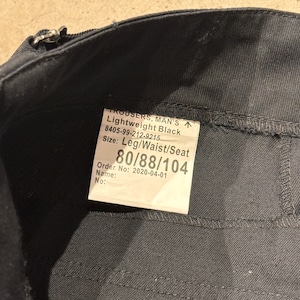 TROUSERS, MAN'S
Lightweight Black
8405-99-212-9215
Size: Leg/Waist/Seat
80/88/104
Order No: 2020-04-01
Name:
No: